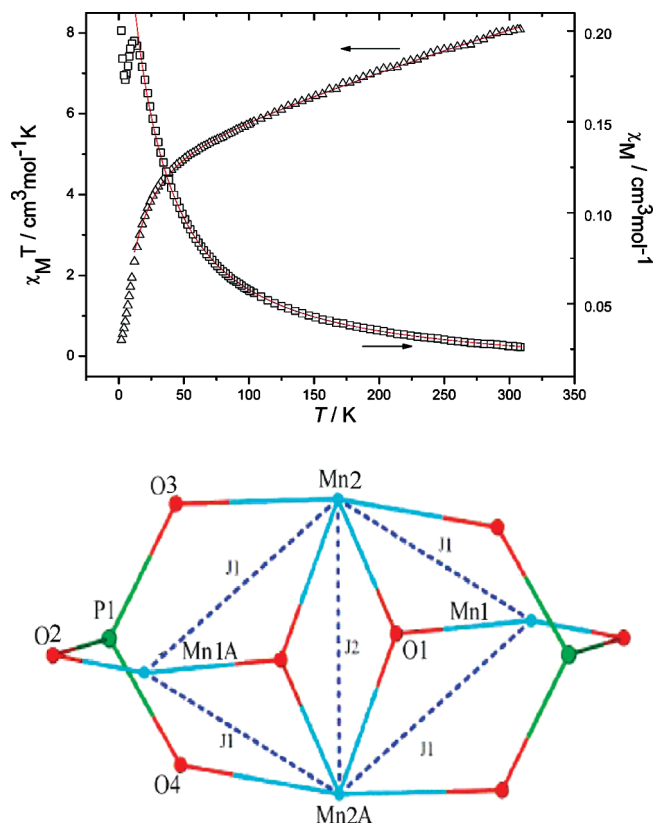 8
6
4
2
0
χMT / cm³mol⁻¹K
0.20
0.15
0.10
0.05
χM / cm³mol-1
0 50 100 150 200 250 300 350
T / K
Mn2
O3
J1 J1
P1 Mn1
O2 Mn1A J2 O1
J1 J1
O4
Mn2A